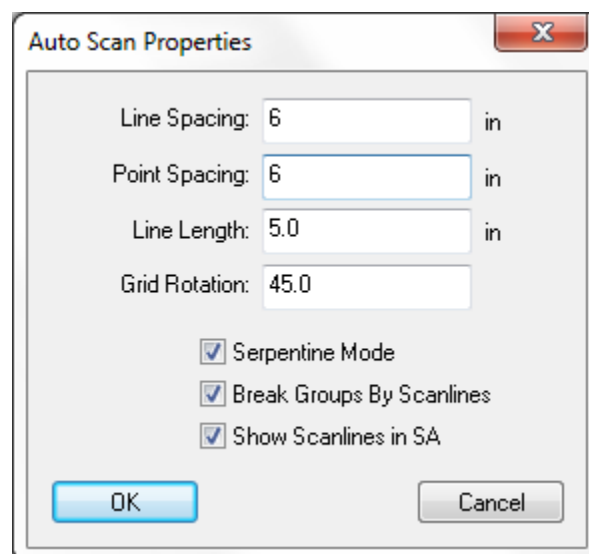 Auto Scan Properties
Line Spacing: 6 in
Point Spacing: 6 in
Line Length: 5.0 in
Grid Rotation: 45.0
Serpentine Mode
Break Groups By Scanlines
Show Scanlines in SA
OK Cancel